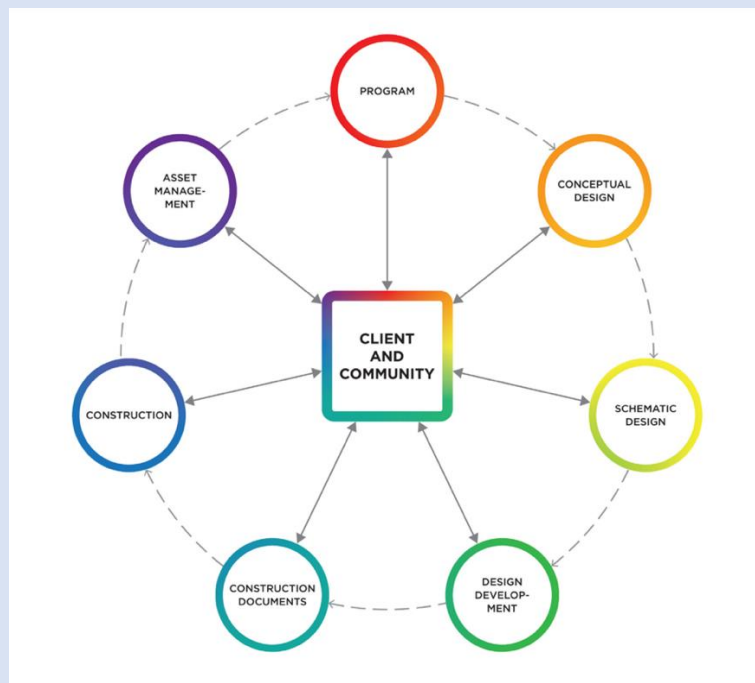 PROGRAM
CONCEPTUAL
DESIGN
SCHEMATIC
DESIGN
DESIGN
DEVELOP-
MENT
CONSTRUCTION
DOCUMENTS
CONSTRUCTION
ASSET
MANAGE-
MENT
CLIENT
AND
COMMUNITY